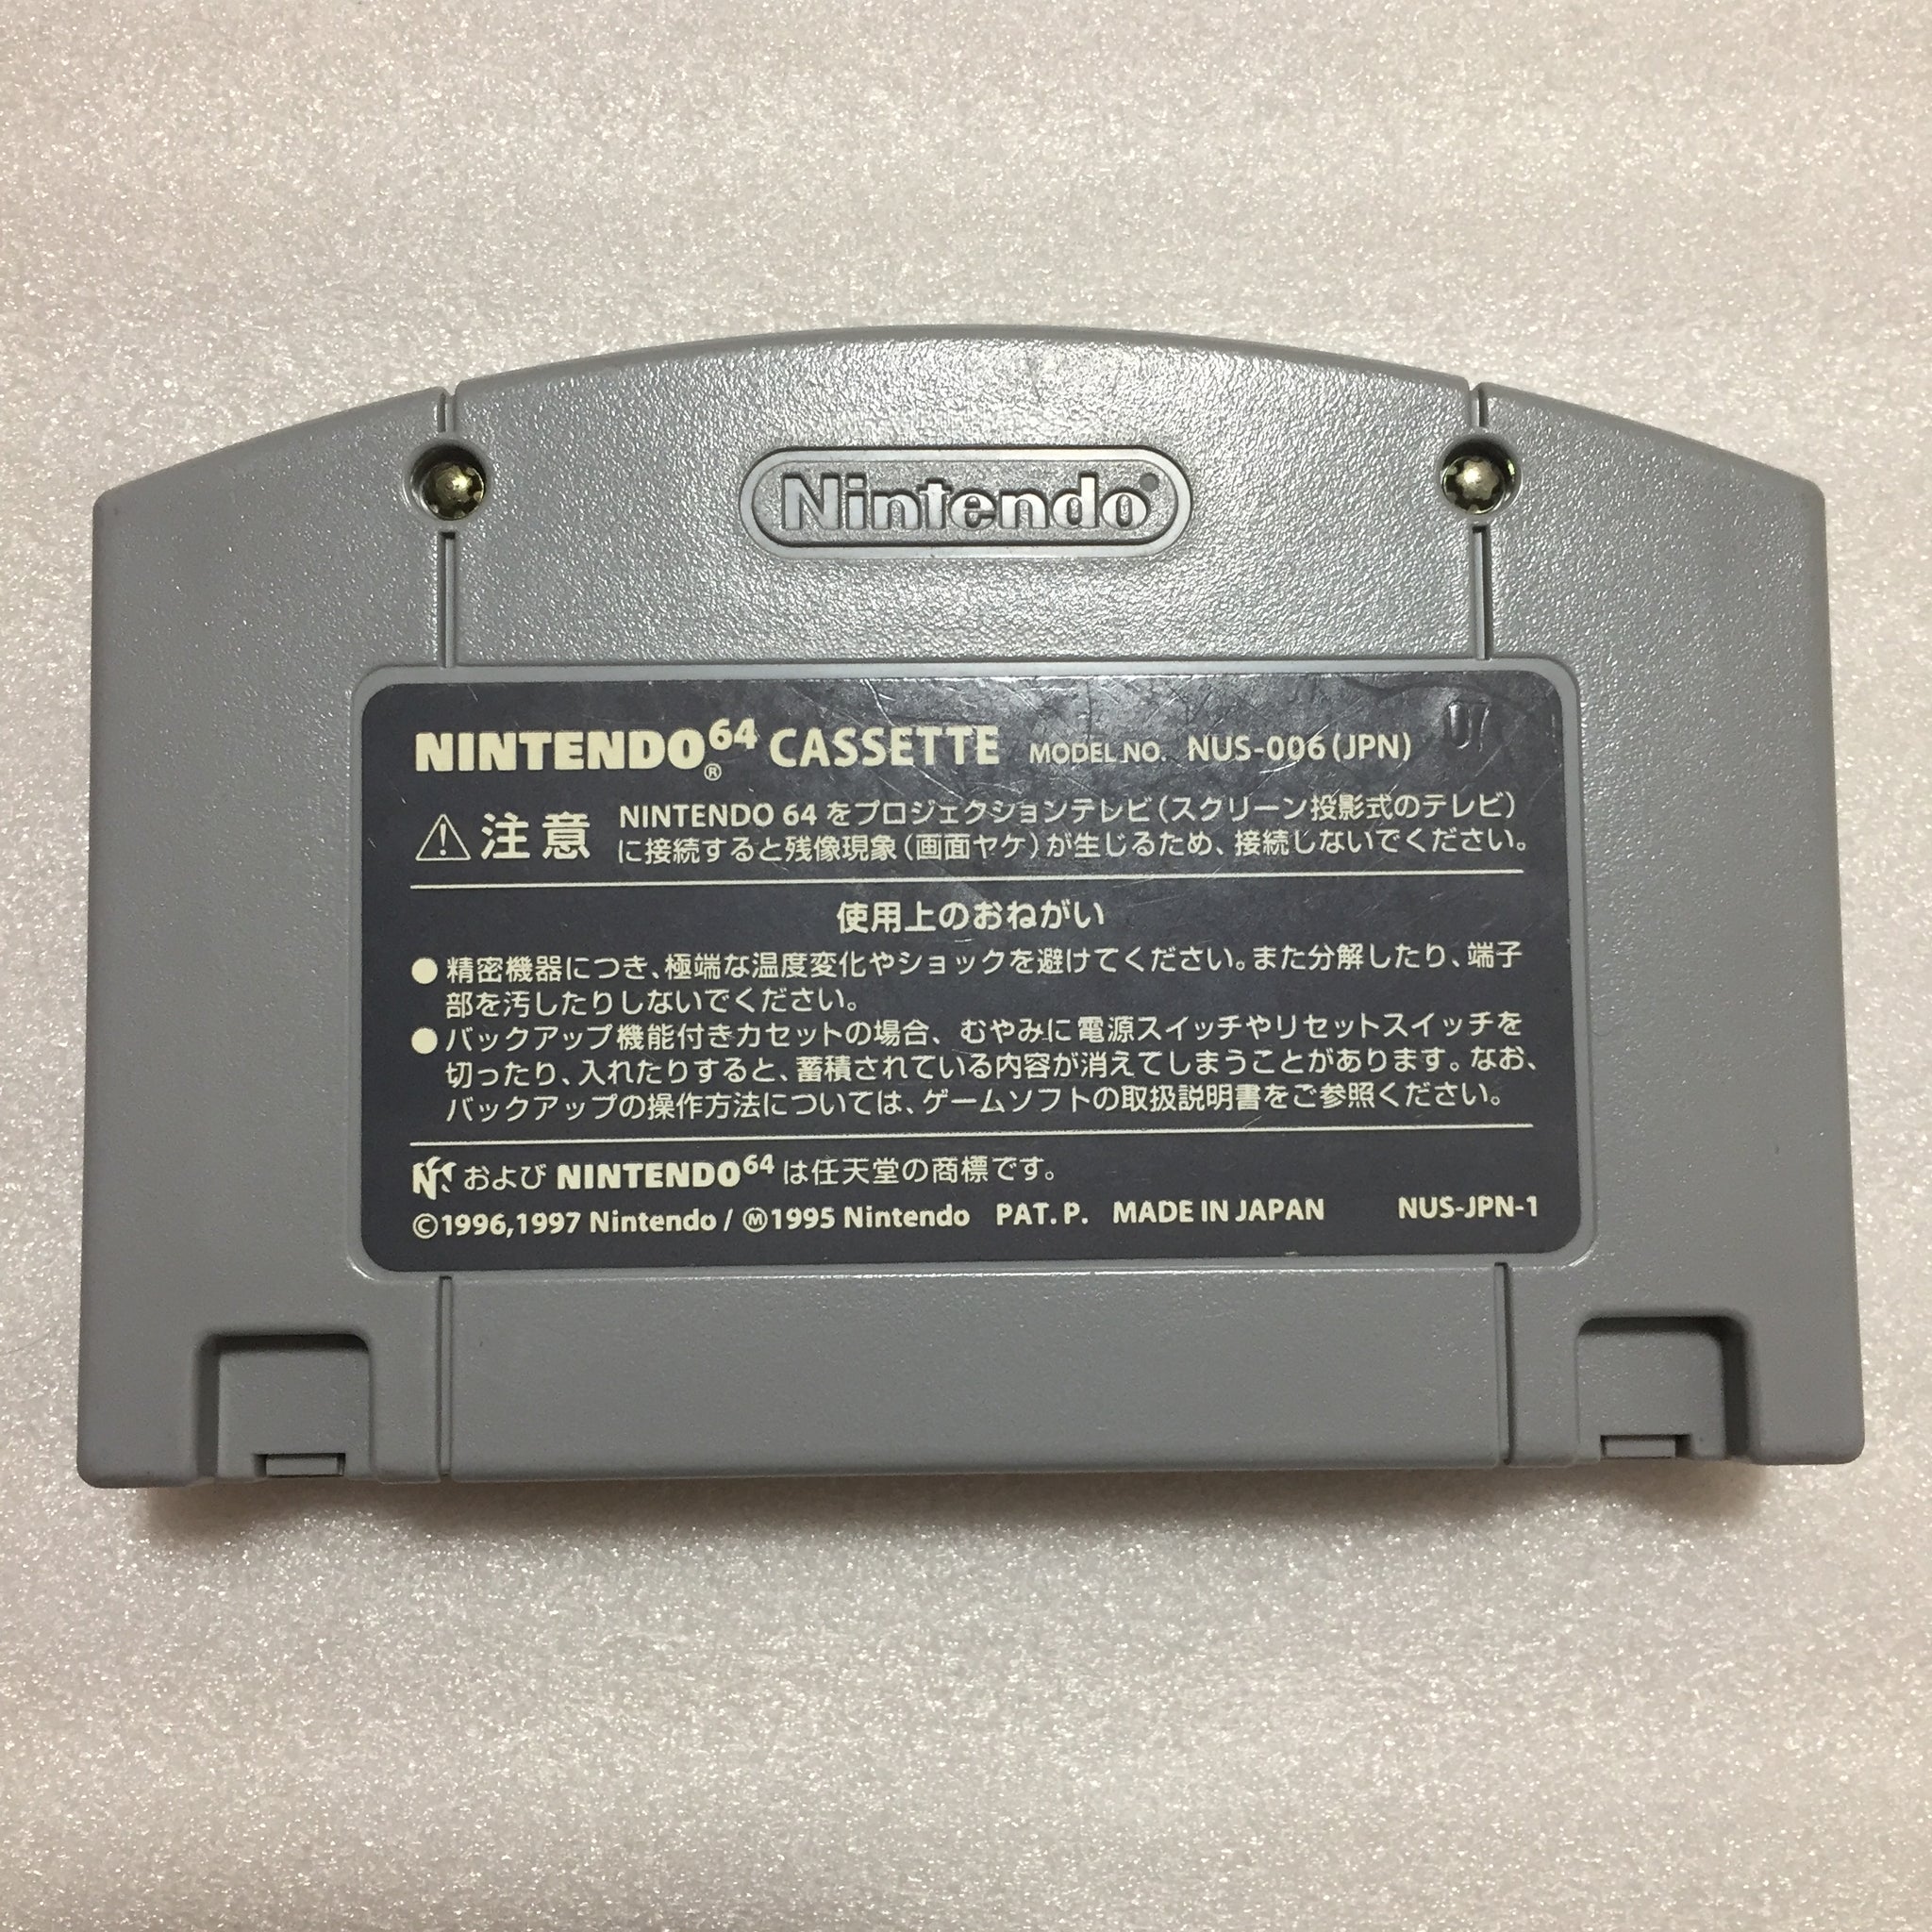 Nintendo®
NINTENDO64® CASSETTE MODEL NO. NUS-006(JPN) 07
⚠注意 NINTENDO 64 をプロジェクションテレビ(スクリーン投影式のテレビ)
に接続すると残像現象(画面ヤケ)が生じるため、接続しないでください。
使用上のおねがい
●精密機器につき、極端な温度変化やショックを避けてください。また分解したり、端子
部を汚したりしないでください。
●バックアップ機能付きカセットの場合、むやみに電源スイッチやリセットスイッチを
切ったり、入れたりすると、蓄積されている内容が消えてしまうことがあります。なお、
バックアップの操作方法については、ゲームソフトの取扱説明書をご参照ください。
および NINTENDO64 は任天堂の商標です。
©1996,1997 Nintendo / Ⓜ1995 Nintendo PAT.P. MADE IN JAPAN NUS-JPN-1